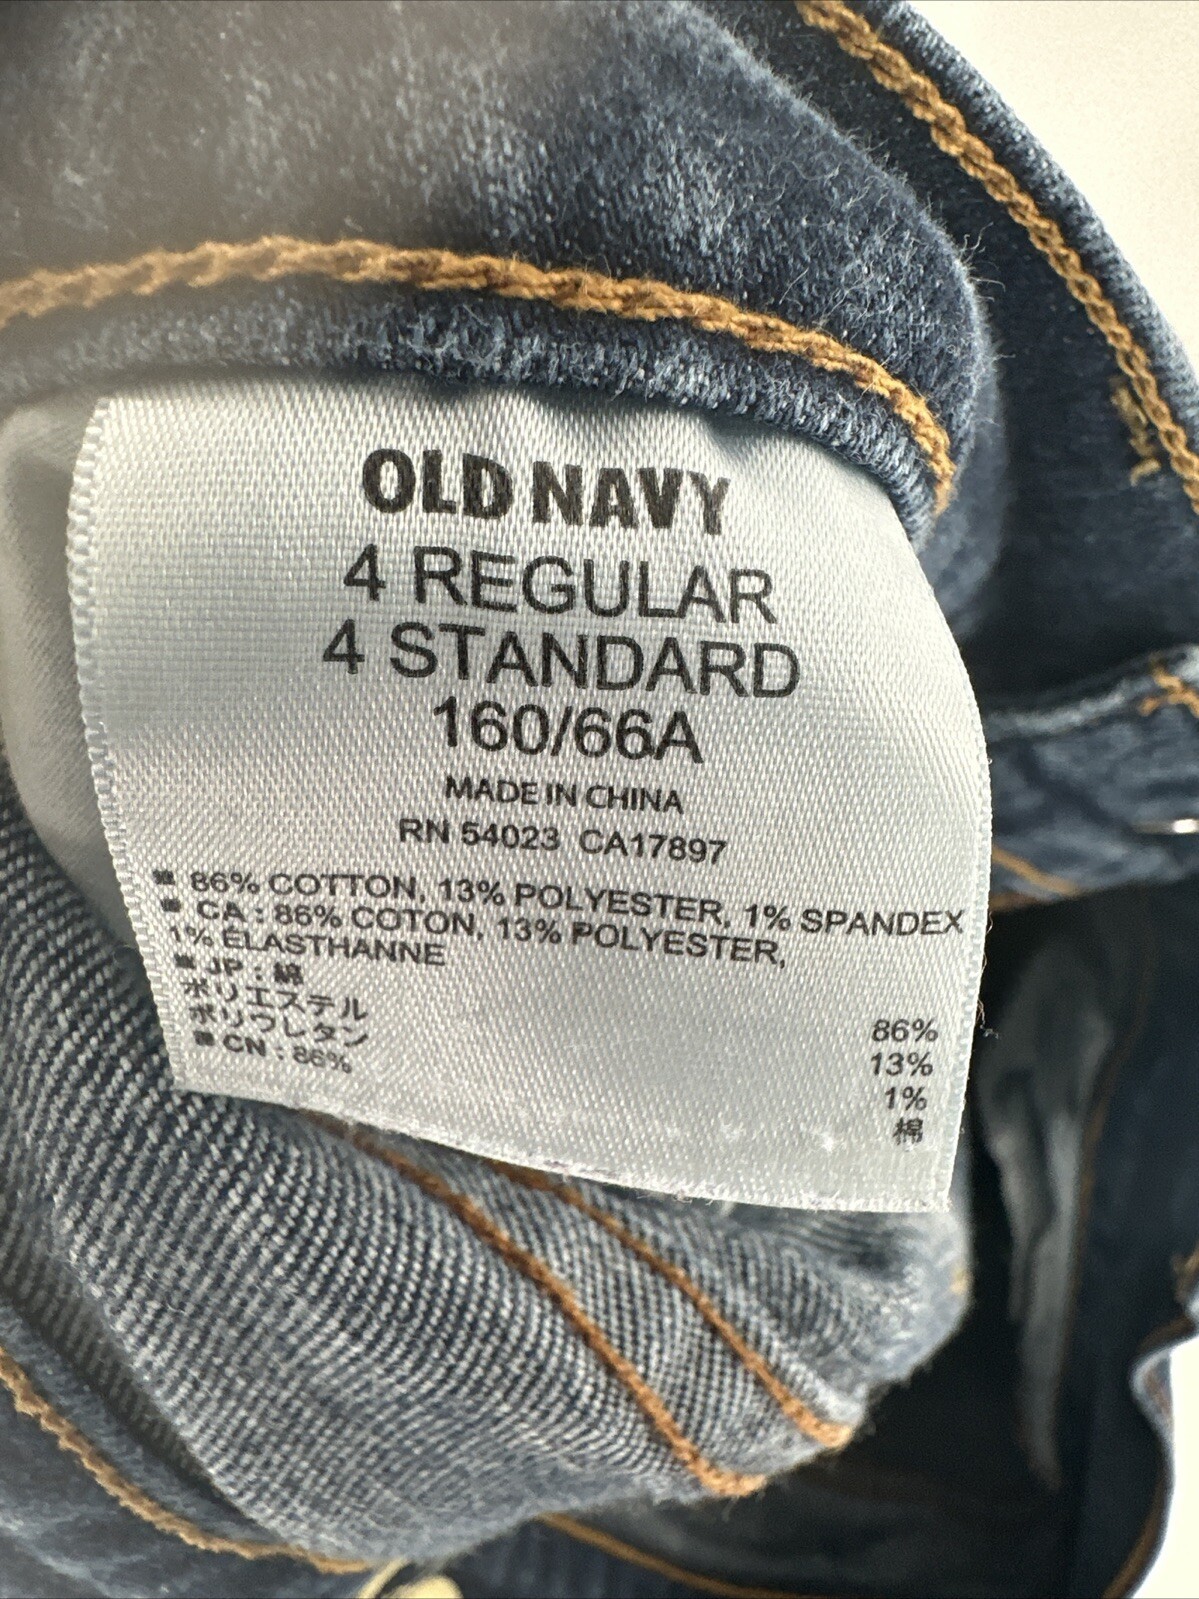 OLD NAVY
4 REGULAR
4 STANDARD
160/66A
MADE IN CHINA
RN 54023 CA17897
■ 86% COTTON, 13% POLYESTER, 1% SPANDEX
■ CA : 86% COTON, 13% POLYESTER,
1% ÉLASTHANNE
■ JP : 綿 86%
ポリエステル 13%
ポリウレタン 1%
■ CN : 86% 棉